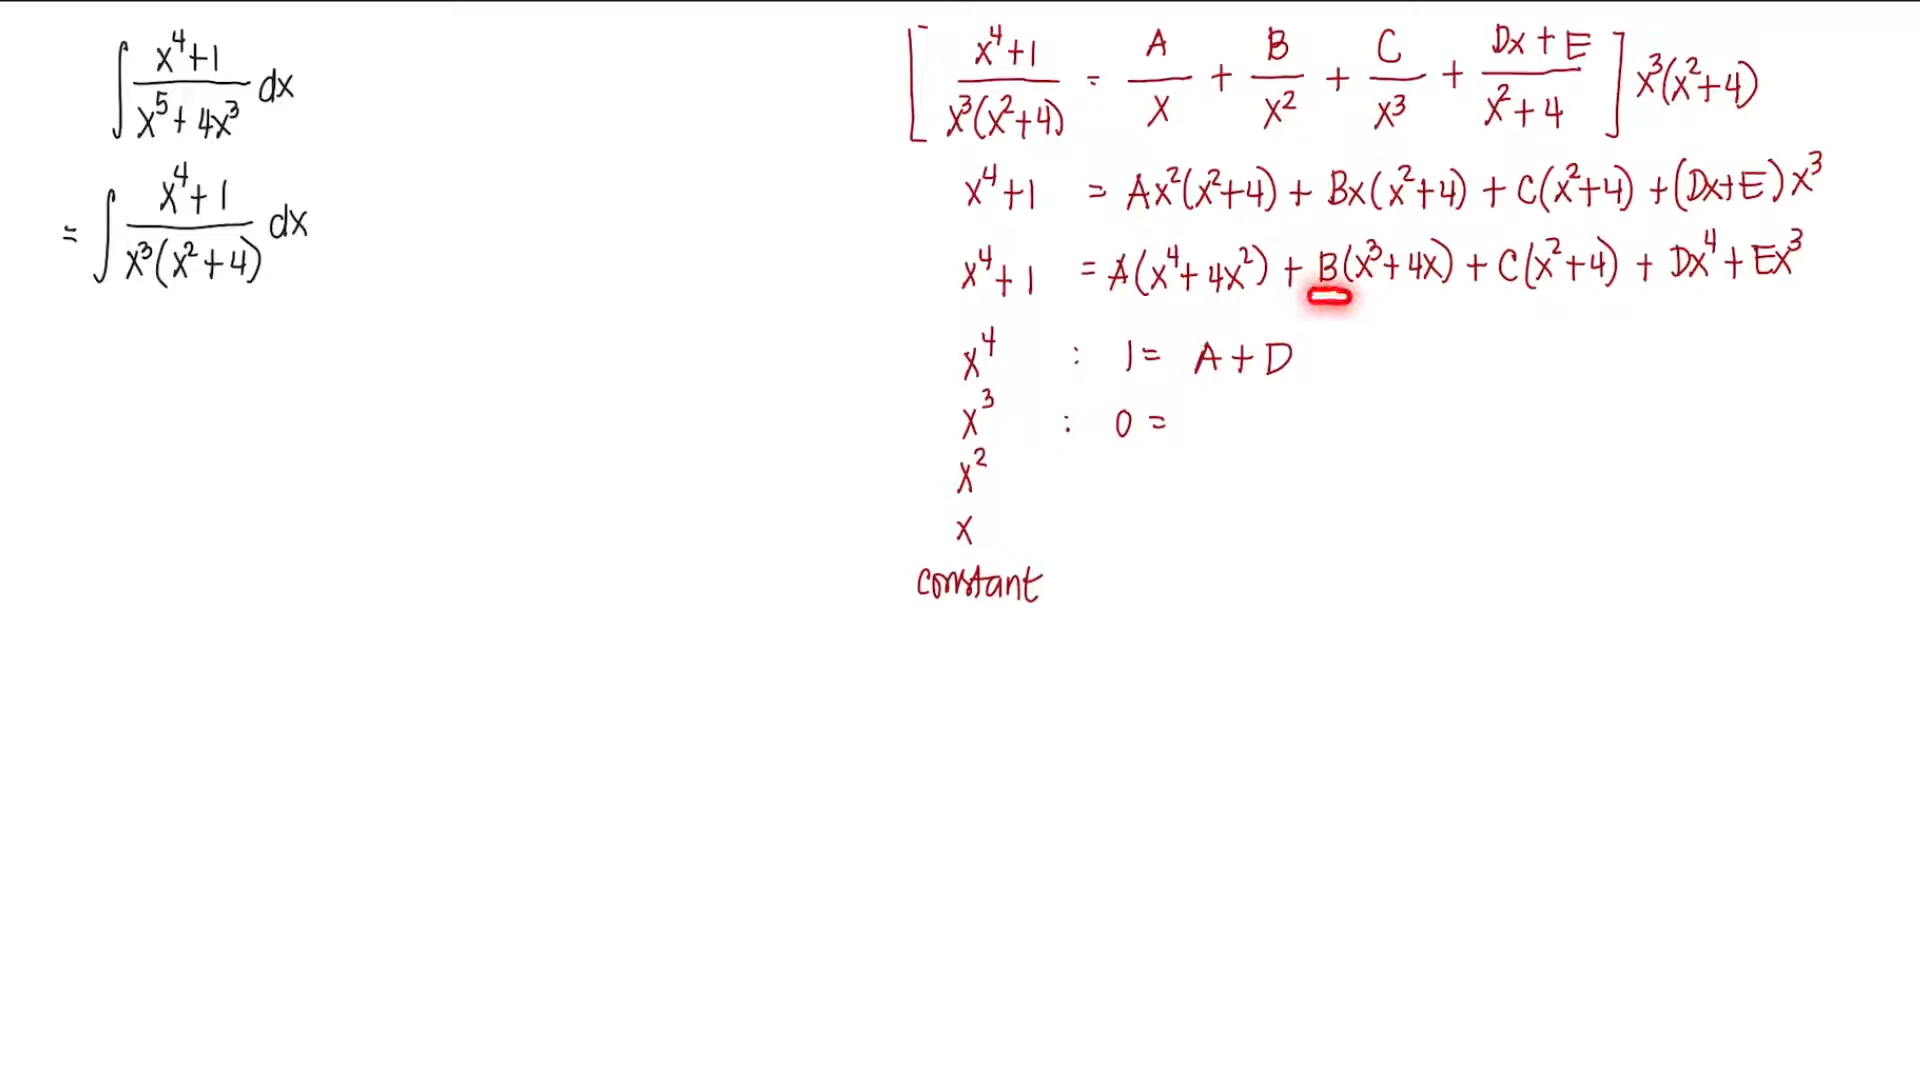 ∫ (x⁴+1)/(x⁵+4x³) dx
= ∫ (x⁴+1)/(x³(x²+4)) dx
[ (x⁴+1)/(x³(x²+4)) = A/x + B/x² + C/x³ + (Dx+E)/(x²+4) ] x³(x²+4)
x⁴+1 = Ax²(x²+4) + Bx(x²+4) + C(x²+4) + (Dx+E)x³
x⁴+1 = A(x⁴+4x²) + B(x³+4x) + C(x²+4) + Dx⁴+Ex³
x⁴ : 1 = A+D
x³ : 0 =
x²
x
constant